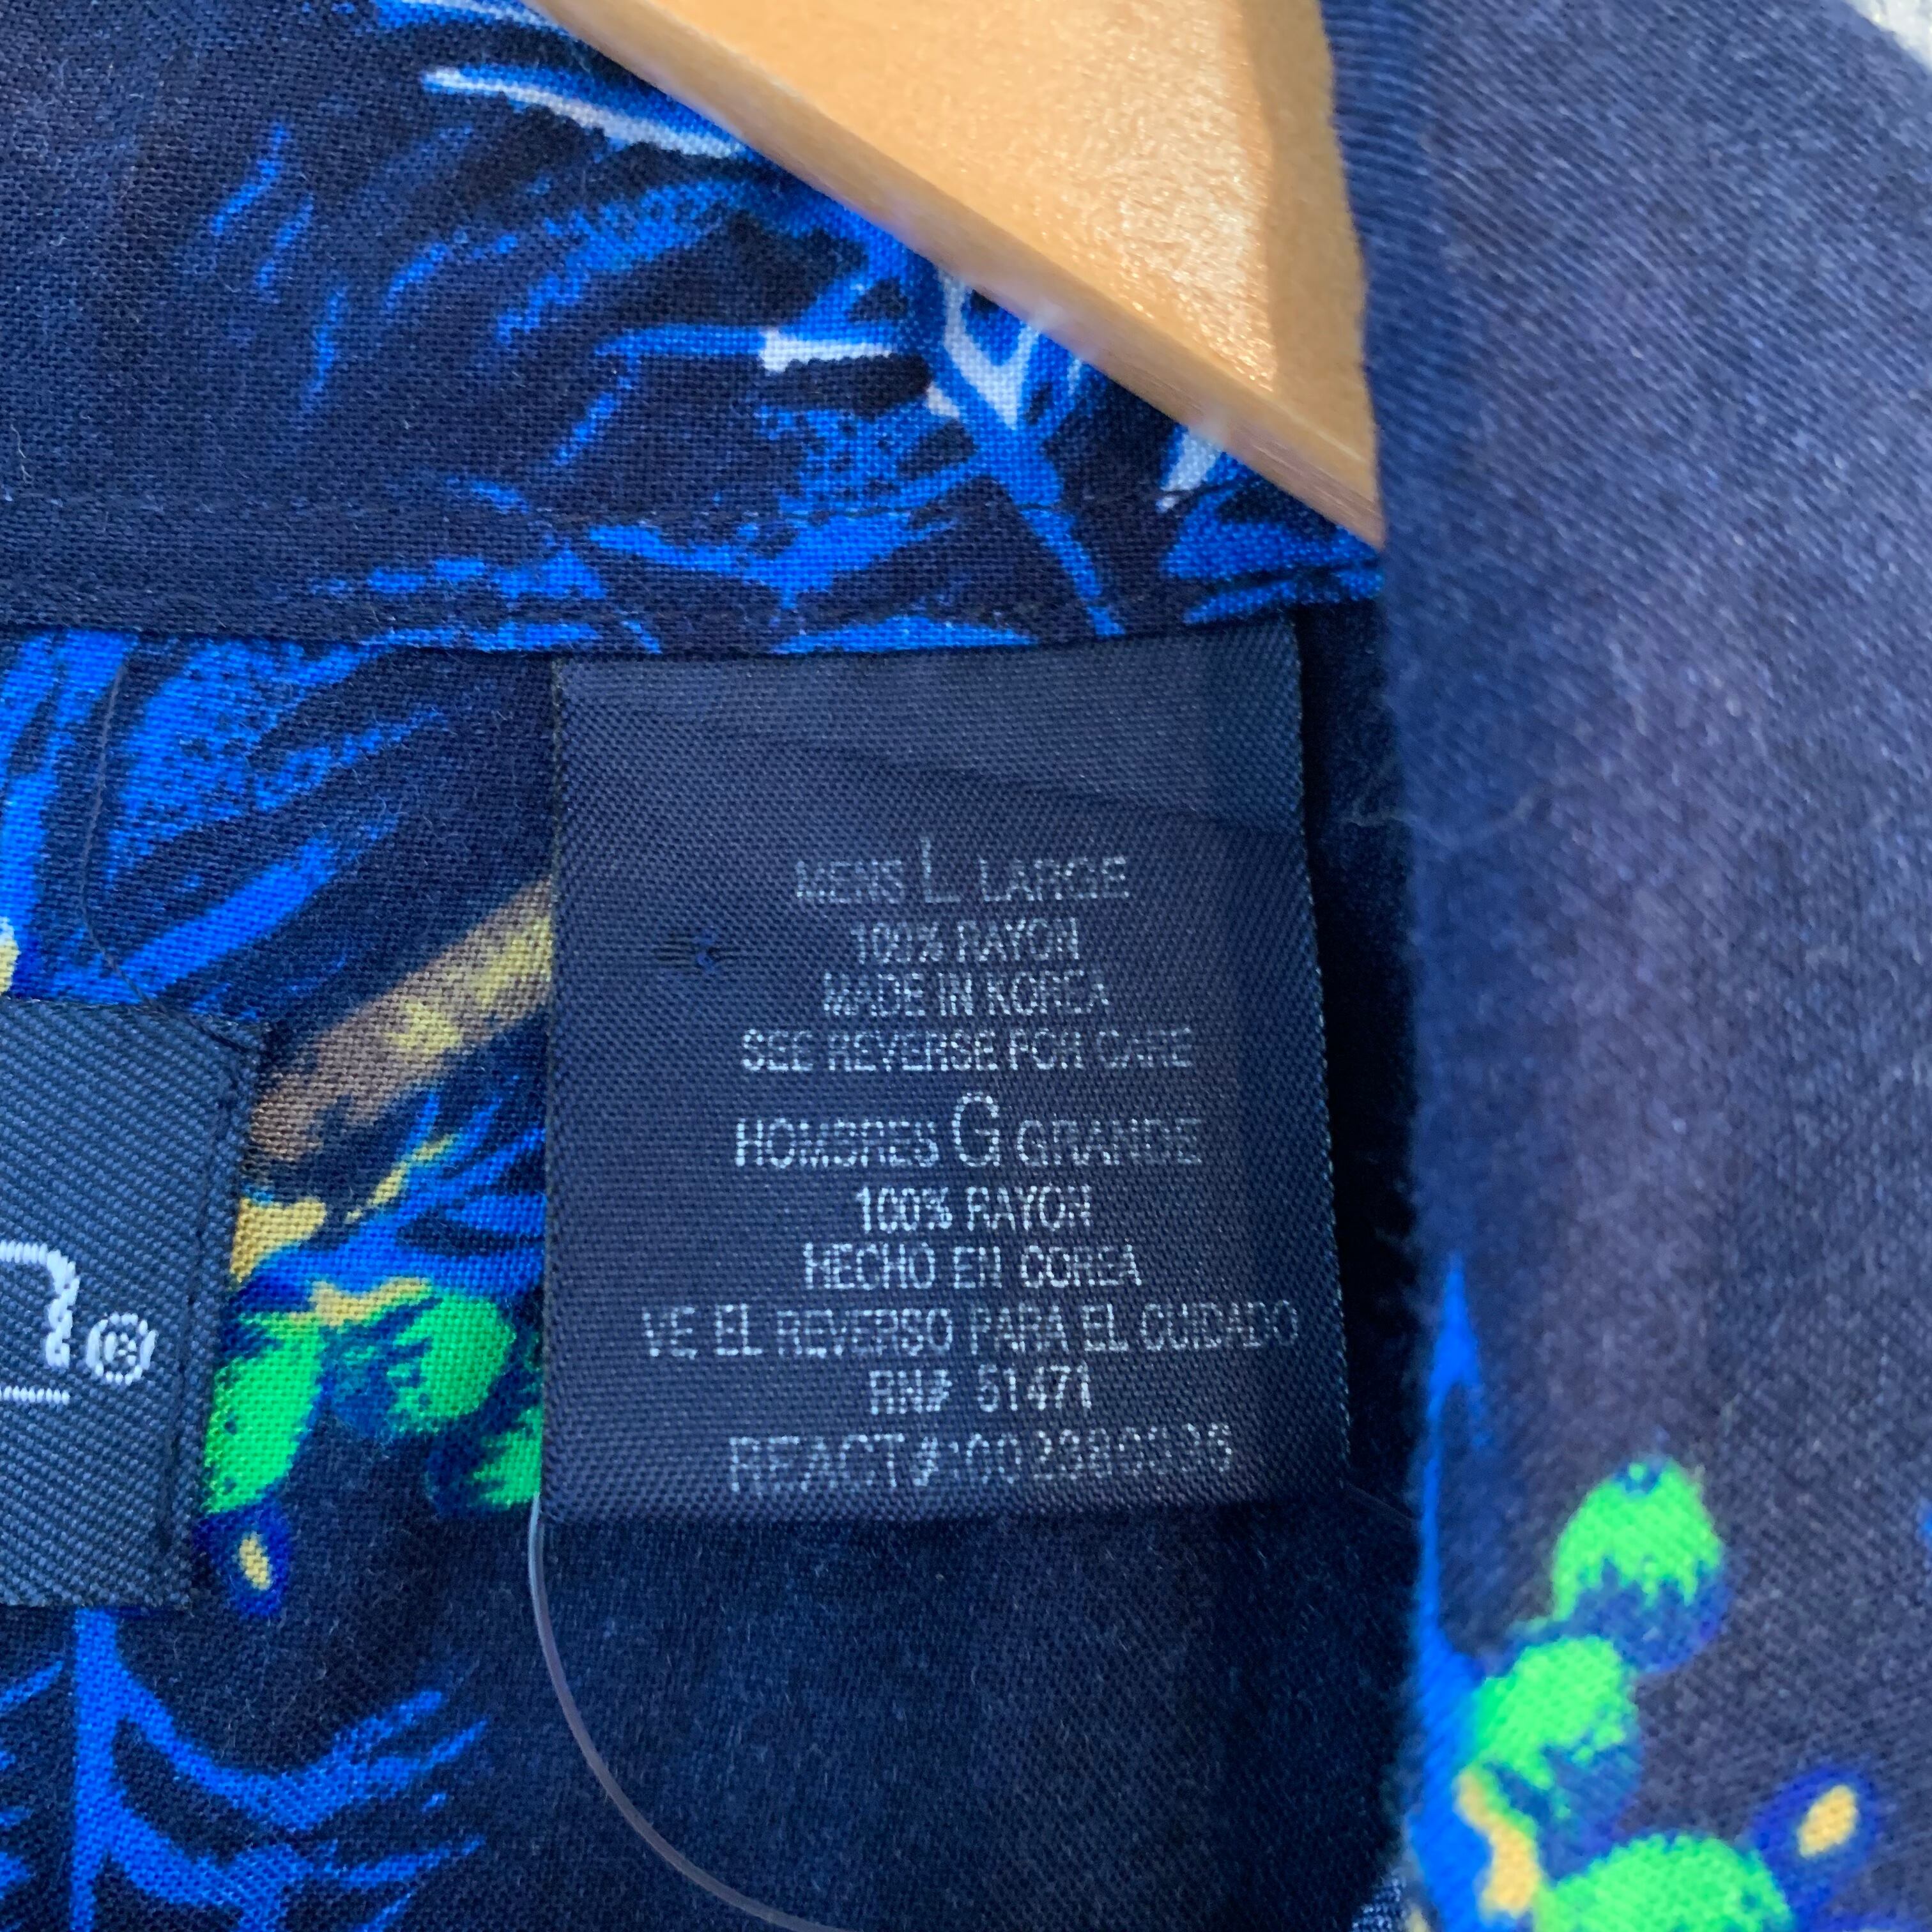 MENS L LARGE
100% RAYON
MADE IN KOREA
SEE REVERSE FOR CARE
HOMBRES G GRANDE
100% RAYON
HECHO EN COREA
VE EL REVERSO PARA EL CUIDADO
RN# 51471
REACT#: